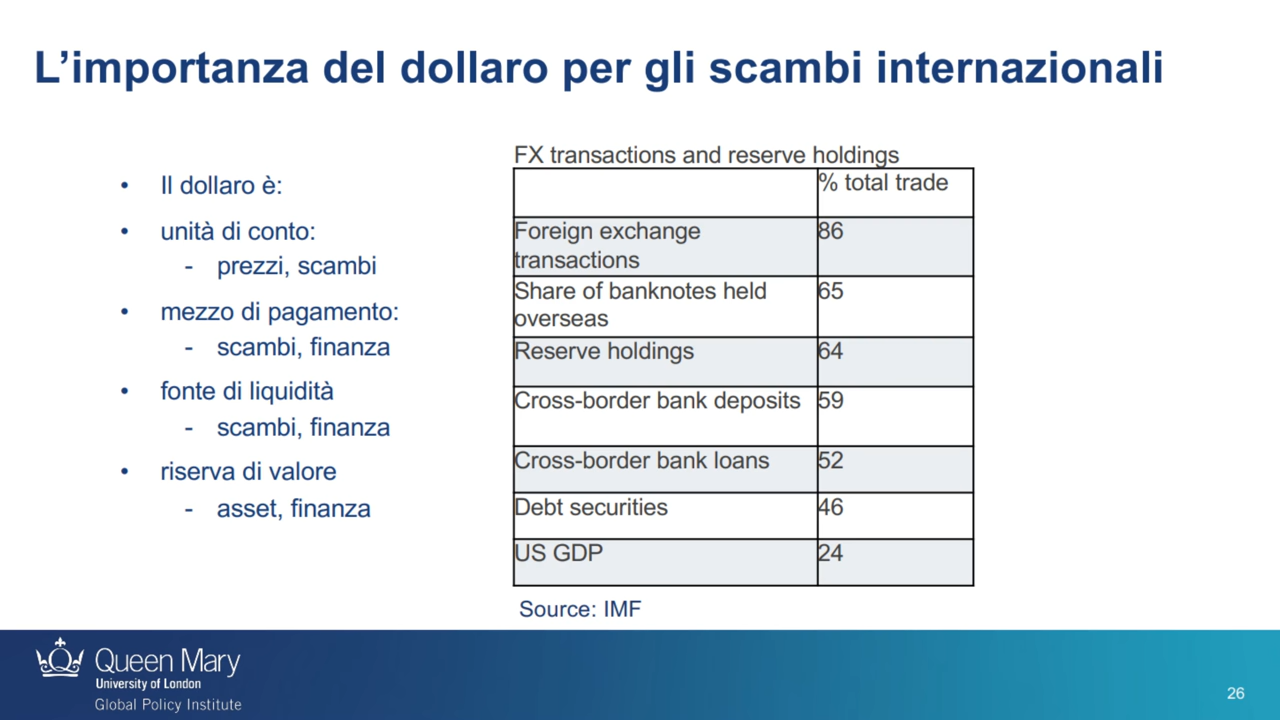 L’importanza del dollaro per gli scambi internazionali
• Il dollaro è:
• unità di conto:
- prezzi, scambi
• mezzo di pagamento:
- scambi, finanza
• fonte di liquidità
- scambi, finanza
• riserva di valore
- asset, finanza
FX transactions and reserve holdings
% total trade
Foreign exchange transactions 86
Share of banknotes held overseas 65
Reserve holdings 64
Cross-border bank deposits 59
Cross-border bank loans 52
Debt securities 46
US GDP 24
Source: IMF
Queen Mary
University of London
Global Policy Institute
26